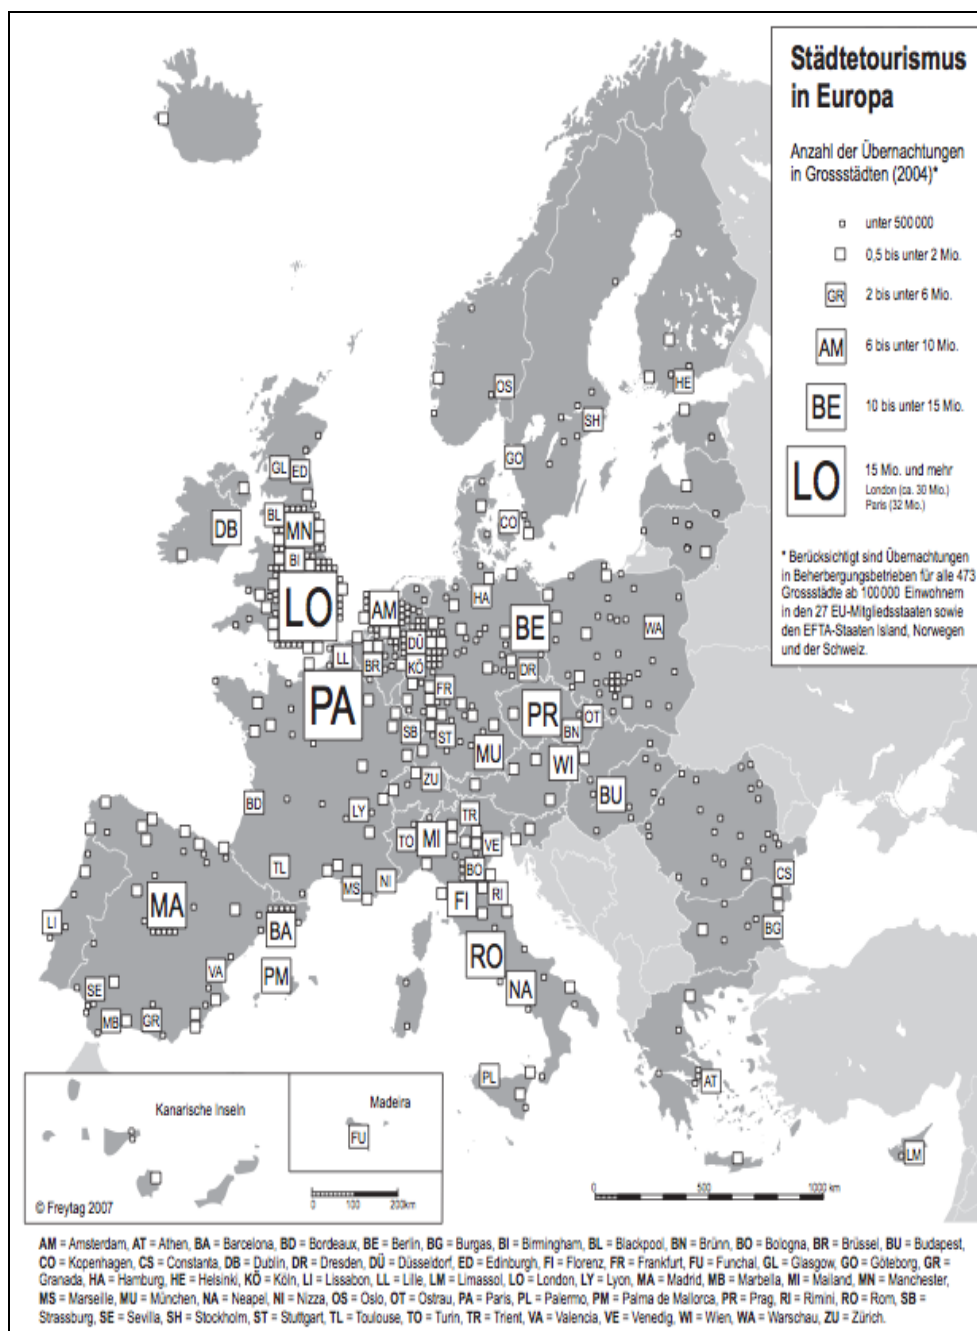 Städtetourismus
in Europa
Anzahl der Übernachtungen
in Grossstädten (2004)*
unter 500 000
0,5 bis unter 2 Mio.
GR
2 bis unter 6 Mio.
AM
6 bis unter 10 Mio.
BE
10 bis unter 15 Mio.
LO
15 Mio. und mehr
London (ca. 30 Mio.)
Paris (32 Mio.)
* Berücksichtigt sind Übernachtungen
in Beherbergungsbetrieben für alle 473
Grossstädte ab 100 000 Einwohnern
in den 27 EU-Mitgliedsstaaten sowie
den EFTA-Staaten Island, Norwegen
und der Schweiz.
OS
HE
SH
GO
GL
ED
BL
MN
DB
CO
BI
LO
AM
HA
BE
WA
DÜ
LL
BR
KÖ
DR
FR
PA
PR
OT
BN
SB
ST
MU
WI
ZU
BU
BD
LY
TR
TO
MI
VE
BO
TL
MS
NI
CS
FI
RI
MA
LI
BA
BG
RO
VA
PM
NA
SE
MB
GR
PL
AT
LM
Kanarische Inseln
Madeira
FU
© Freytag 2007
0 100 200km
0 500 1000 km
AM = Amsterdam, AT = Athen, BA = Barcelona, BD = Bordeaux, BE = Berlin, BG = Burgas, BI = Birmingham, BL = Blackpool, BN = Brünn, BO = Bologna, BR = Brüssel, BU = Budapest,
CO = Kopenhagen, CS = Constanta, DB = Dublin, DR = Dresden, DÜ = Düsseldorf, ED = Edinburgh, FI = Florenz, FR = Frankfurt, FU = Funchal, GL = Glasgow, GO = Göteborg, GR =
Granada, HA = Hamburg, HE = Helsinki, KÖ = Köln, LI = Lissabon, LL = Lille, LM = Limassol, LO = London, LY = Lyon, MA = Madrid, MB = Marbella, MI = Mailand, MN = Manchester,
MS = Marseille, MU = München, NA = Neapel, NI = Nizza, OS = Oslo, OT = Ostrau, PA = Paris, PL = Palermo, PM = Palma de Mallorca, PR = Prag, RI = Rimini, RO = Rom, SB =
Strassburg, SE = Sevilla, SH = Stockholm, ST = Stuttgart, TL = Toulouse, TO = Turin, TR = Trient, VA = Valencia, VE = Venedig, WI = Wien, WA = Warschau, ZU = Zürich.